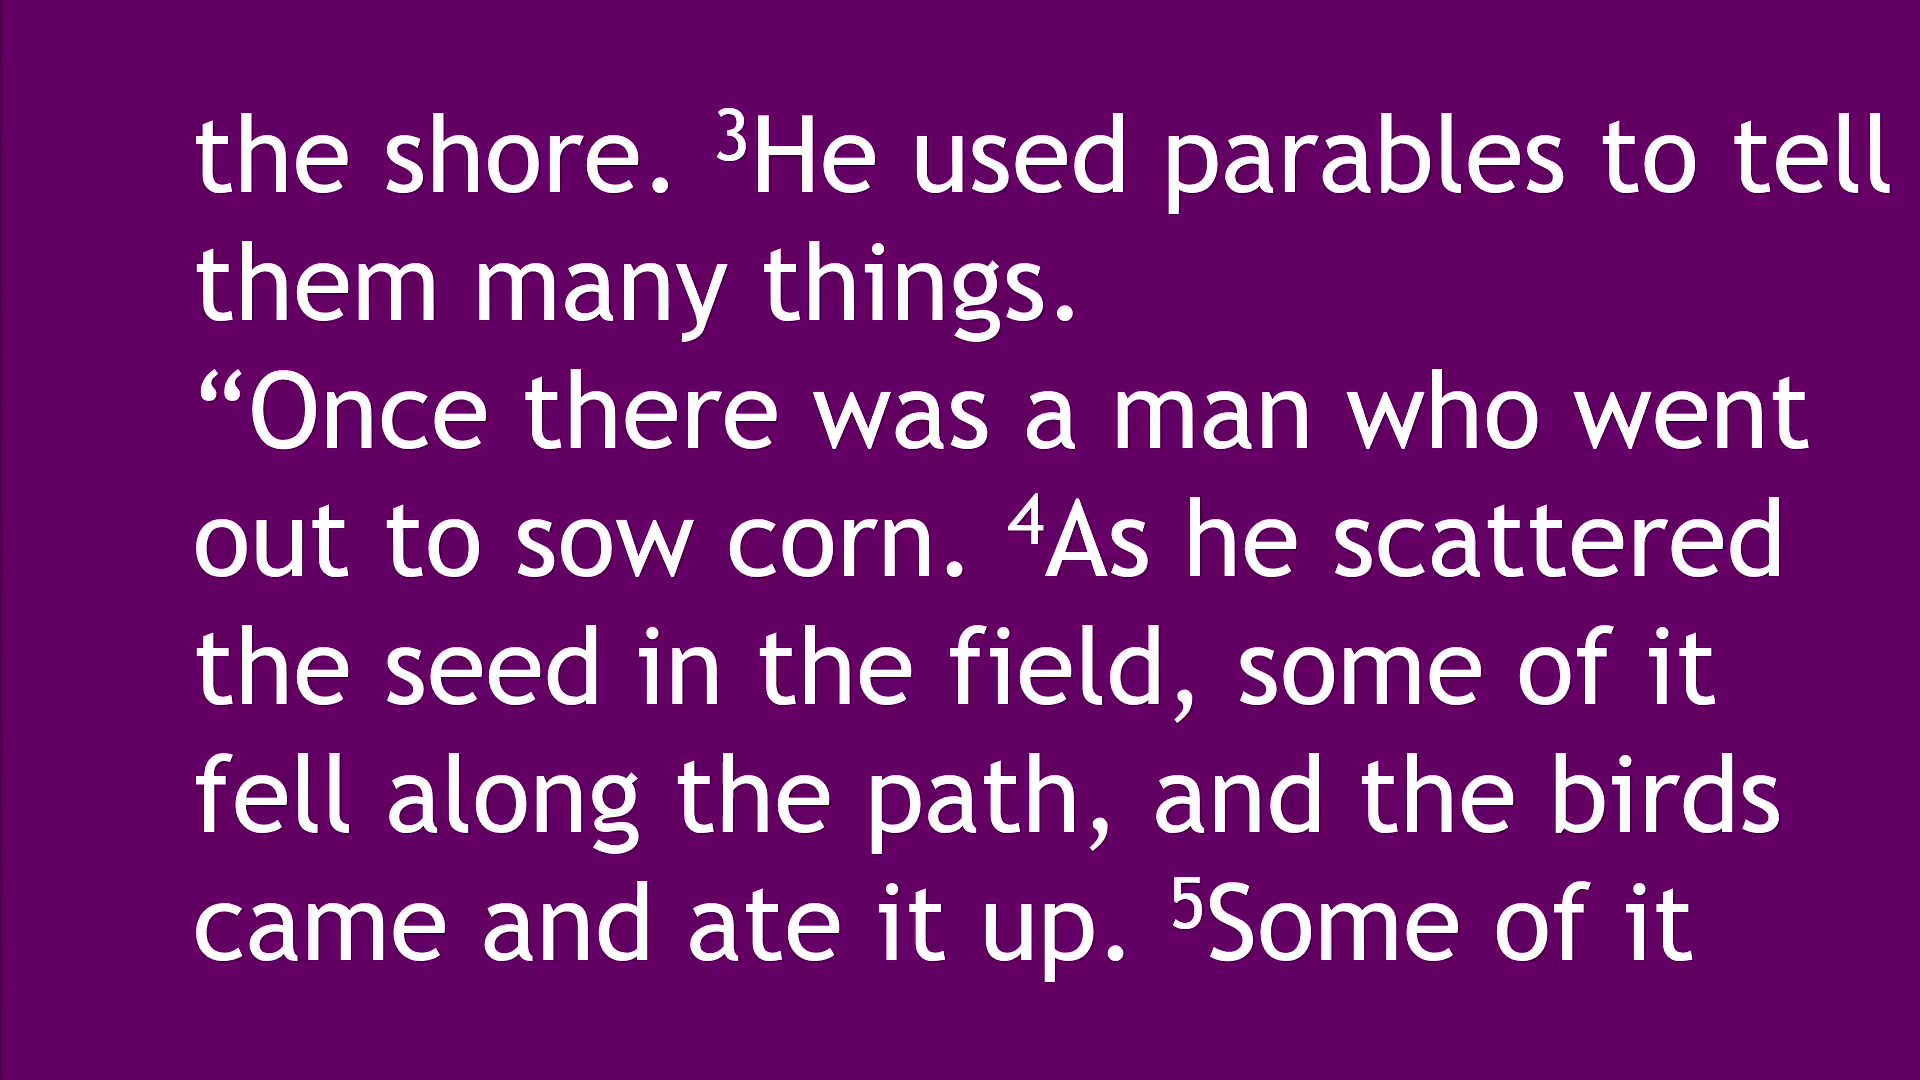 the shore. ³He used parables to tell
them many things.
“Once there was a man who went
out to sow corn. ⁴As he scattered
the seed in the field, some of it
fell along the path, and the birds
came and ate it up. ⁵Some of it